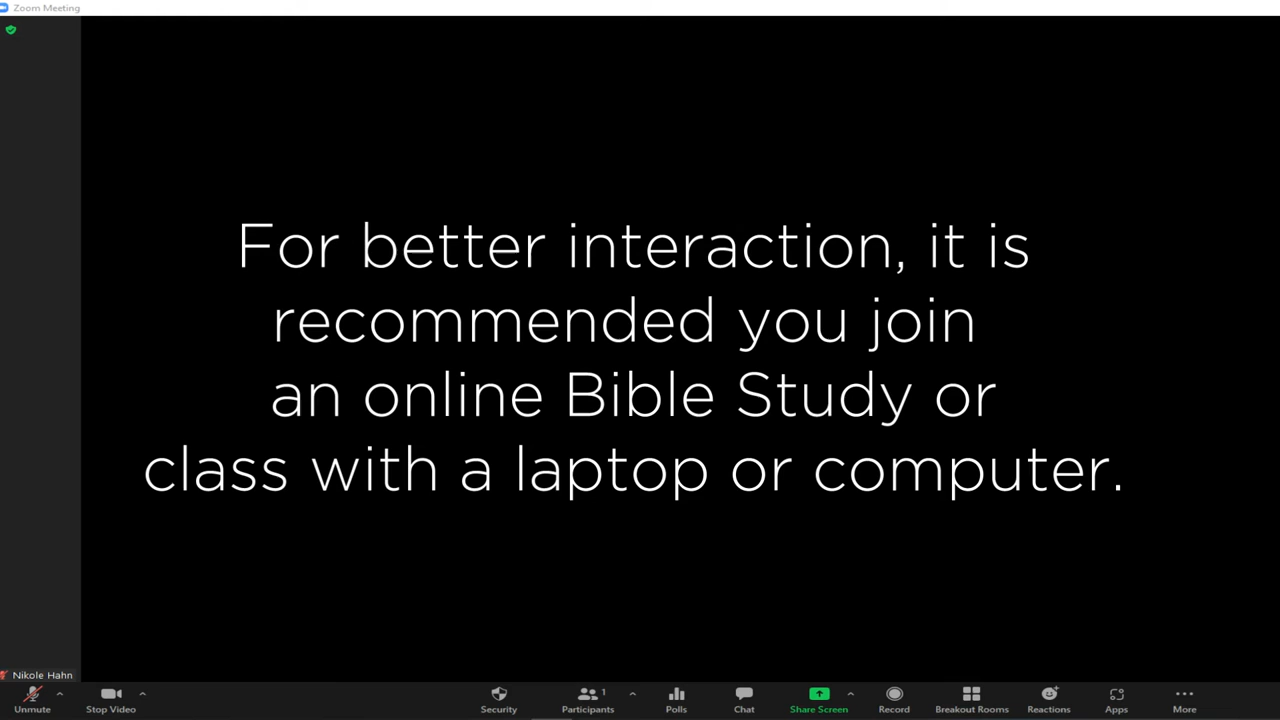 Zoom Meeting
For better interaction, it is
recommended you join
an online Bible Study or
class with a laptop or computer.
Nikole Hahn
Unmute
Stop Video
Security
1
Participants
Polls
Chat
Share Screen
Record
Breakout Rooms
Reactions
Apps
More